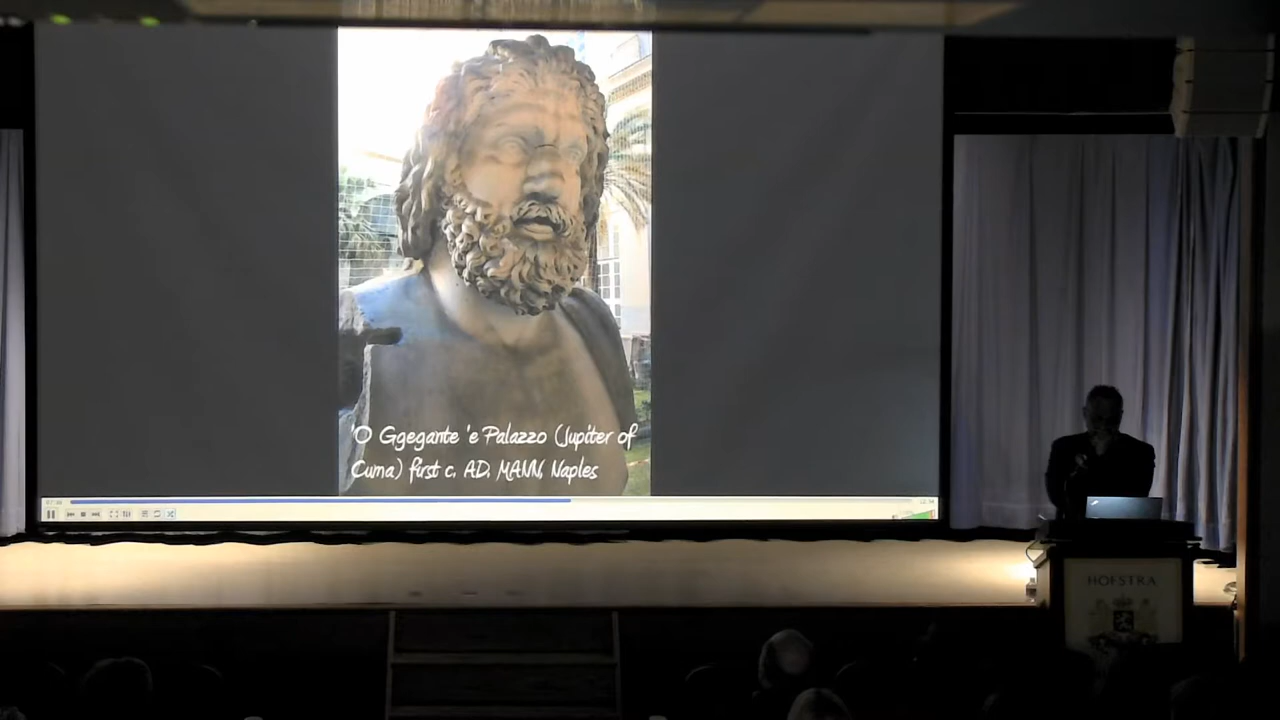 'O Ggegante 'e Palazzo (Jupiter of
Cuma) first c. AD, MANN, Naples
HOFSTRA